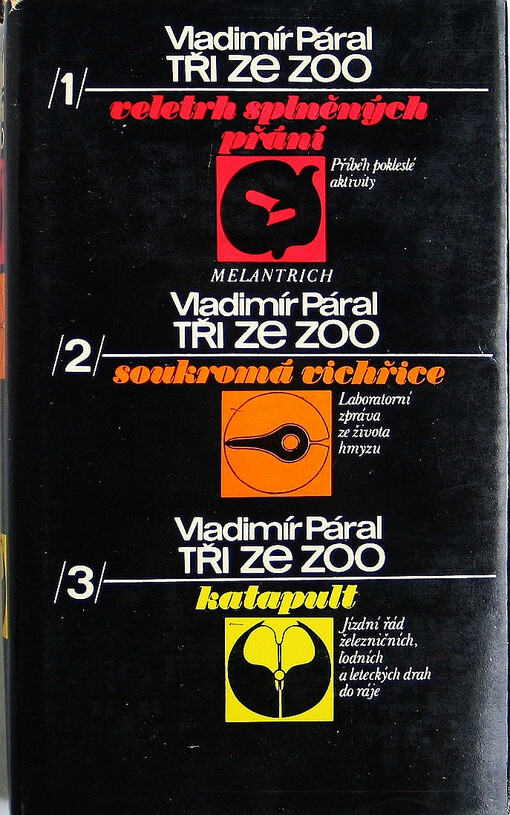 Vladimír Páral
TŘI ze ZOO
/1/
veletrh splněných
přání
Příběh pokleslé
aktivity
MELANTRICH
Vladimír Páral
TŘI ze ZOO
/2/
soukromá vichřice
Laboratorní
zpráva
ze života
hmyzu
Vladimír Páral
TŘI ze ZOO
/3/
katapult
Jízdní řád
železničních,
lodních
a leteckých drah
do ráje